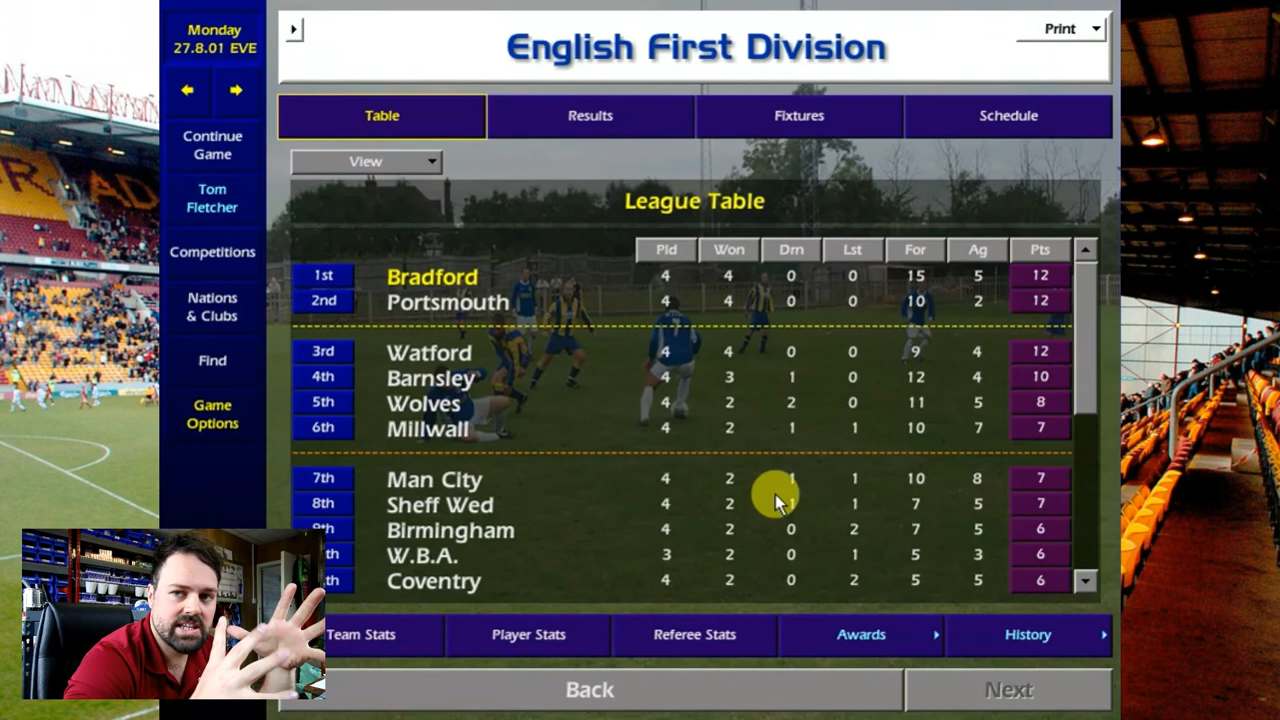 Monday
27.8.01 EVE
Continue
Game
Tom
Fletcher
Competitions
Nations
& Clubs
Find
Game
Options
English First Division
Print
Table Results Fixtures Schedule
View
League Table
Pld Won Drn Lst For Ag Pts
1st Bradford 4 4 0 0 15 5 12
2nd Portsmouth 4 4 0 0 10 2 12
3rd Watford 4 4 0 0 9 4 12
4th Barnsley 4 3 1 0 12 4 10
5th Wolves 4 2 2 0 11 5 8
6th Millwall 4 2 1 1 10 7 7
7th Man City 4 2 1 1 10 8 7
8th Sheff Wed 4 2 1 1 7 5 7
9th Birmingham 4 2 0 2 7 5 6
th W.B.A. 3 2 0 1 5 3 6
th Coventry 4 2 0 2 5 5 6
Team Stats Player Stats Referee Stats Awards History
Back Next